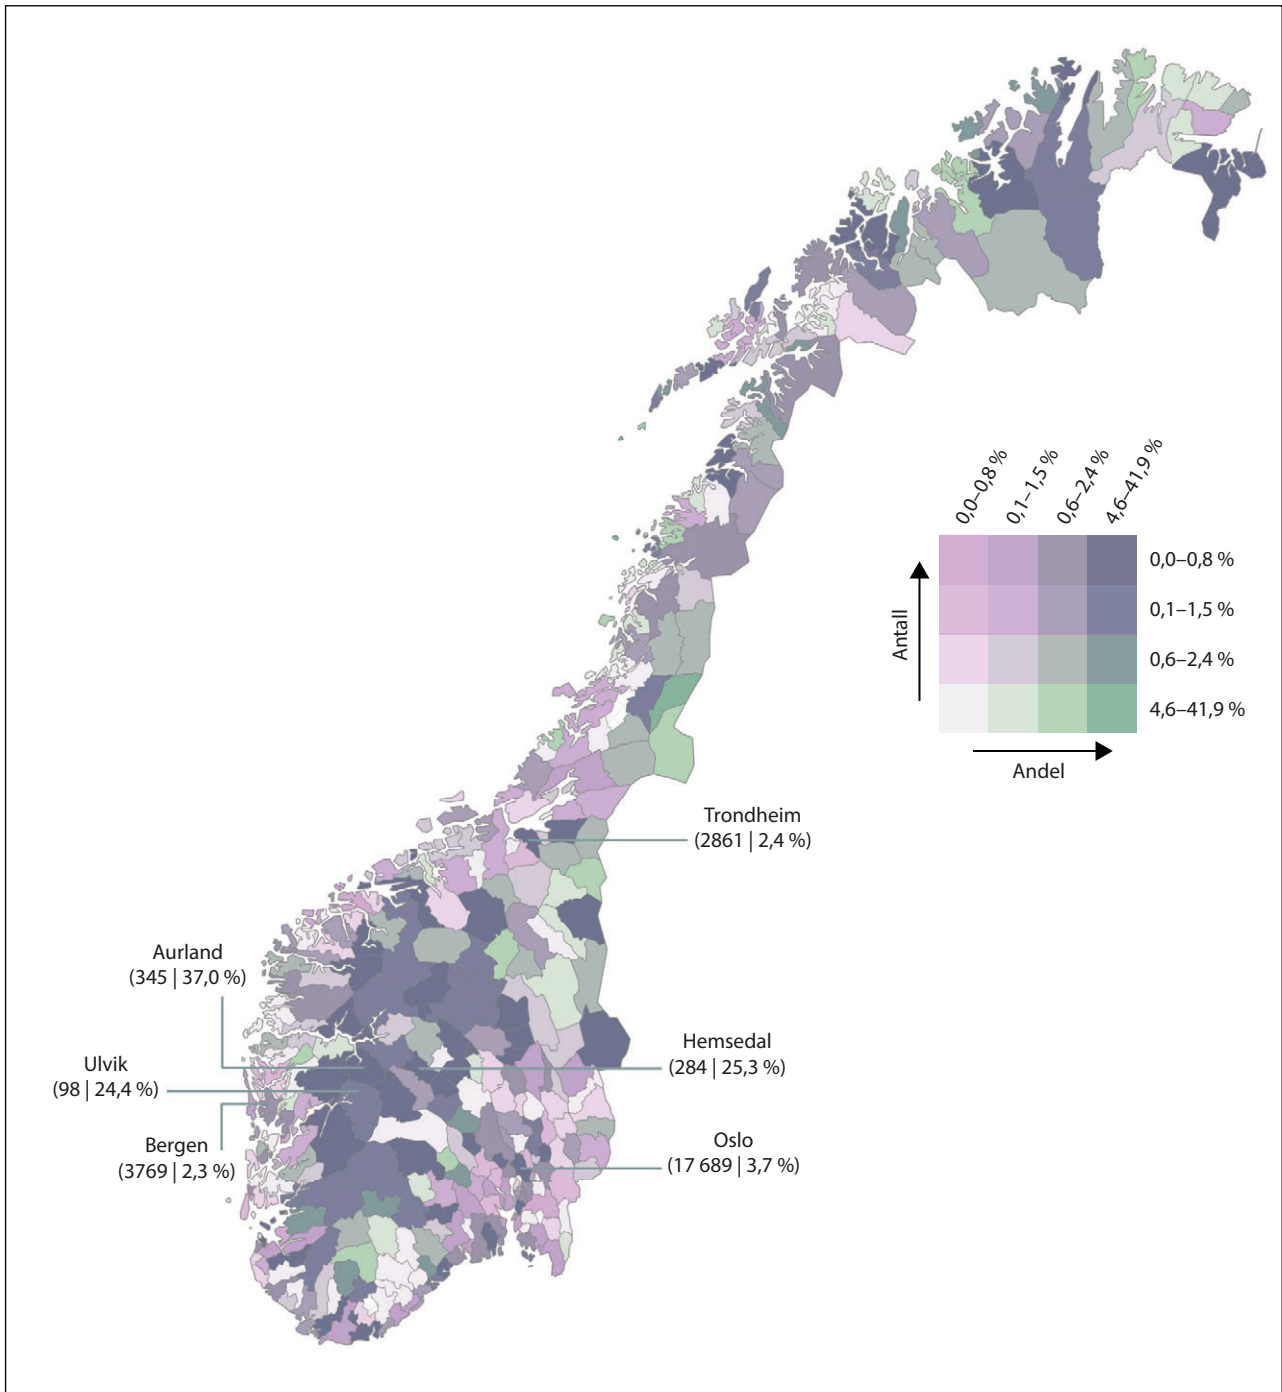 0,0–0,8 %
0,1–1,5 %
0,6–2,4 %
4,6–41,9 %
0,0–0,8 %
0,1–1,5 %
0,6–2,4 %
4,6–41,9 %
Antall
Andel
Trondheim
(2861 | 2,4 %)
Aurland
(345 | 37,0 %)
Hemsedal
(284 | 25,3 %)
Ulvik
(98 | 24,4 %)
Bergen
(3769 | 2,3 %)
Oslo
(17 689 | 3,7 %)